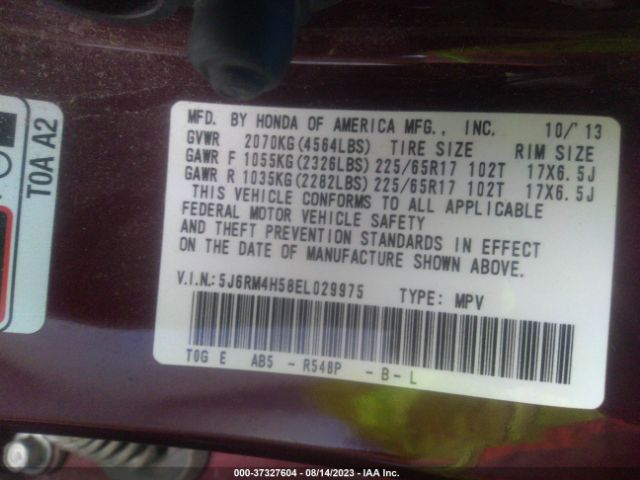 MFD. BY HONDA OF AMERICA MFG., INC. 10/'13
GVWR 2070KG(4564LBS) TIRE SIZE RIM SIZE
GAWR F 1055KG(2326LBS) 225/65R17 102T 17X6.5J
GAWR R 1035KG(2282LBS) 225/65R17 102T 17X6.5J
THIS VEHICLE CONFORMS TO ALL APPLICABLE
FEDERAL MOTOR VEHICLE SAFETY
AND THEFT PREVENTION STANDARDS IN EFFECT
ON THE DATE OF MANUFACTURE SHOWN ABOVE.
V.I.N.: 5J6RM4H58EL029975 TYPE: MPV
T0G E AB5 - R548P - B - L
T0A A2
000-37327604 - 08/14/2023 - IAA Inc.